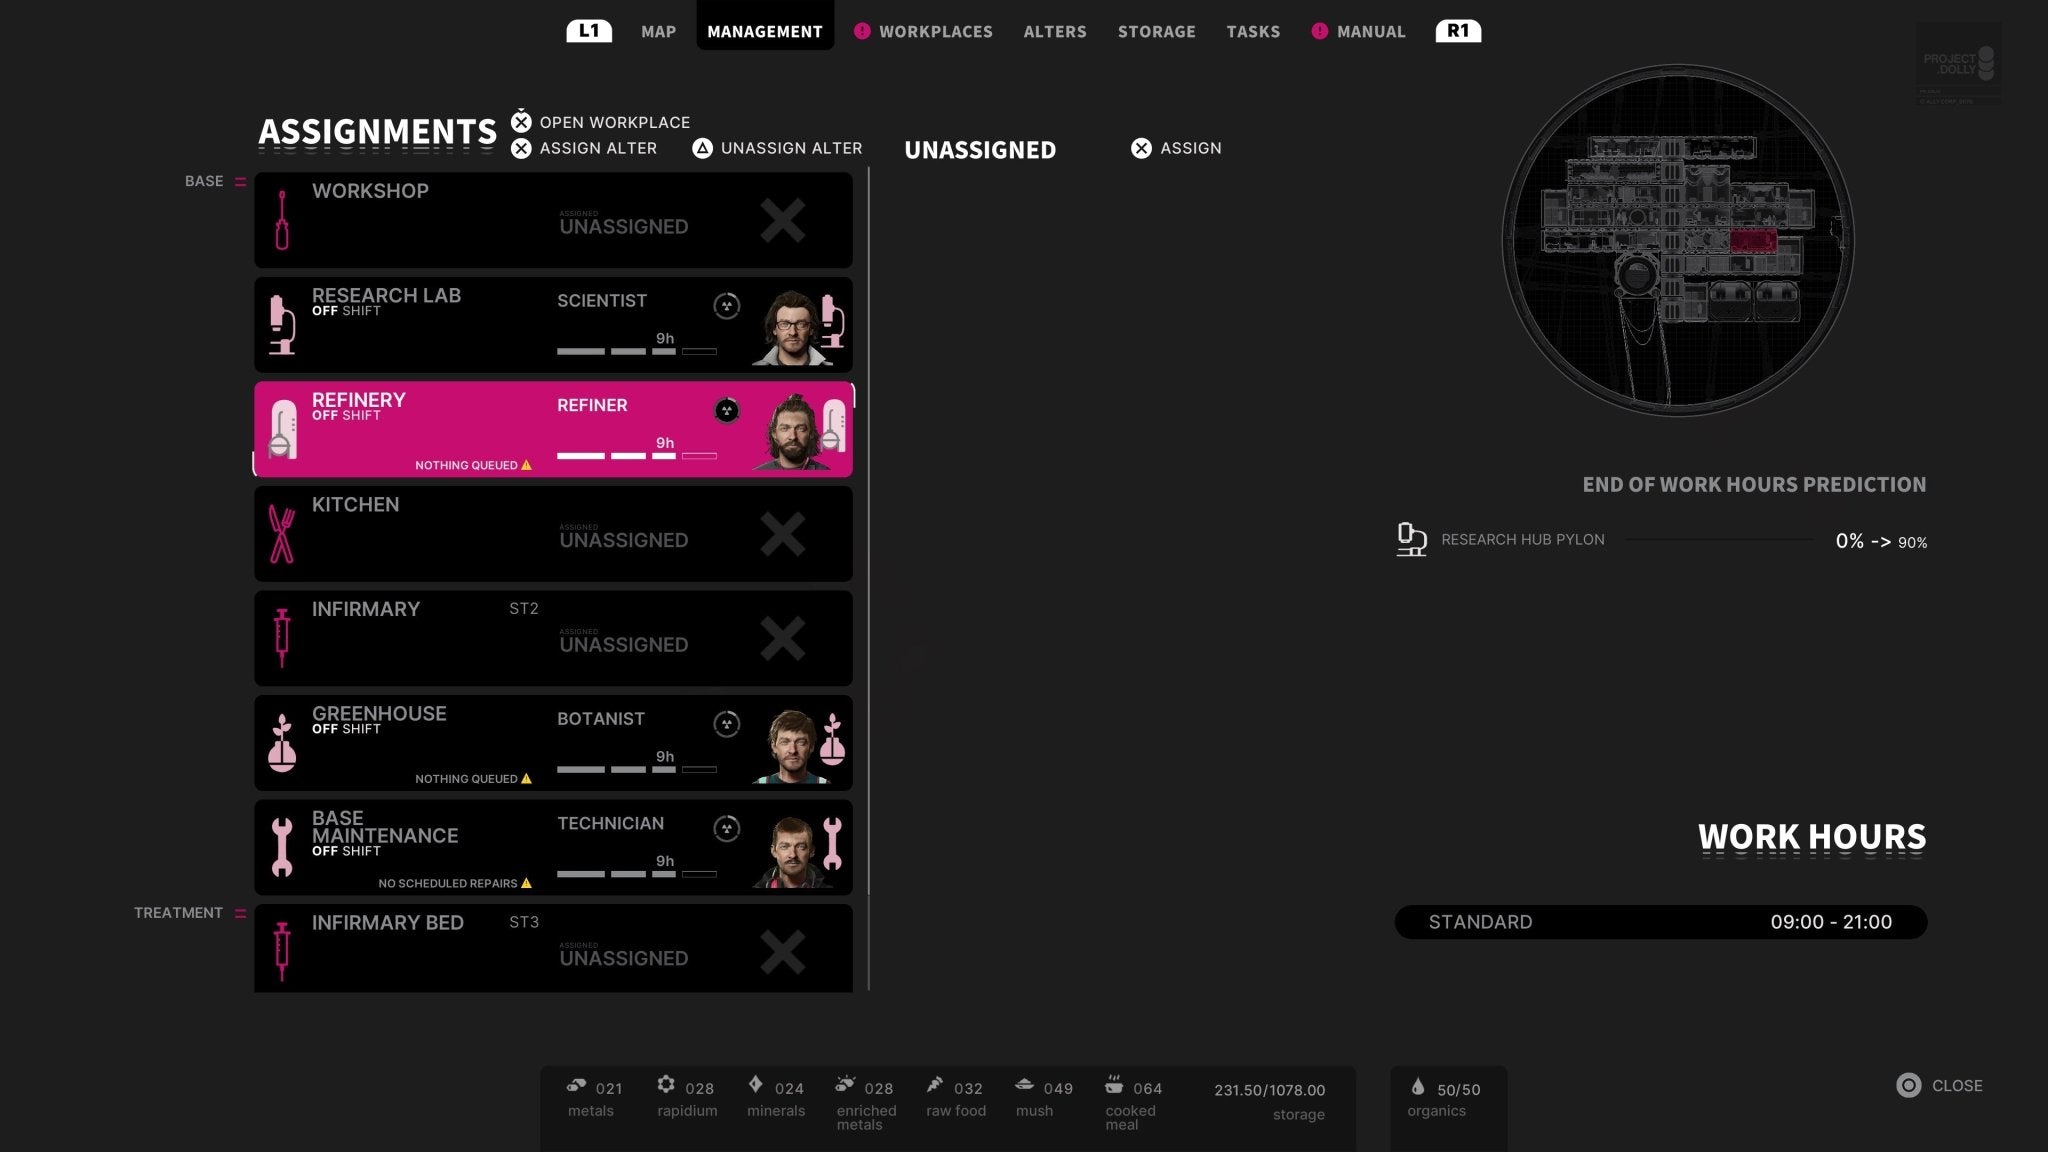 L1 MAP MANAGEMENT ! WORKPLACES ALTERS STORAGE TASKS ! MANUAL R1
PROJECT
.DOLLY
ASSIGNMENTS
OPEN WORKPLACE
ASSIGN ALTER UNASSIGN ALTER
UNASSIGNED ASSIGN
BASE
WORKSHOP
ASSIGNED
UNASSIGNED
RESEARCH LAB
OFF SHIFT
SCIENTIST
9h
REFINERY
OFF SHIFT
REFINER
9h
NOTHING QUEUED
KITCHEN
ASSIGNED
UNASSIGNED
INFIRMARY ST2
ASSIGNED
UNASSIGNED
GREENHOUSE
OFF SHIFT
BOTANIST
9h
NOTHING QUEUED
BASE
MAINTENANCE
OFF SHIFT
TECHNICIAN
9h
NO SCHEDULED REPAIRS
TREATMENT
INFIRMARY BED ST3
ASSIGNED
UNASSIGNED
END OF WORK HOURS PREDICTION
RESEARCH HUB PYLON 0% -> 90%
WORK HOURS
STANDARD 09:00 - 21:00
021
metals
028
rapidium
024
minerals
028
enriched
metals
032
raw food
049
mush
064
cooked
meal
231.50/1078.00
storage
50/50
organics
CLOSE